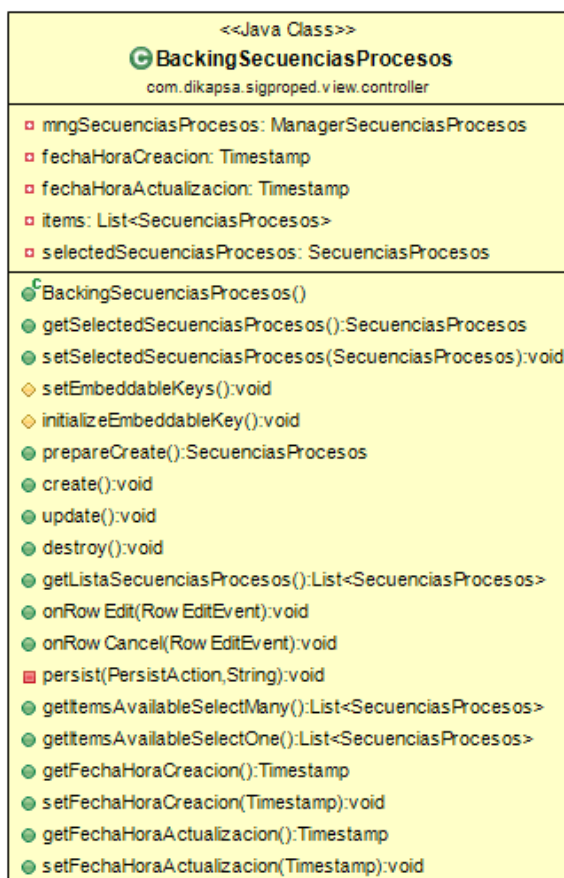 <<Java Class>>
C BackingSecuenciasProcesos
com.dikapsa.sigproped.view.controller
mngSecuenciasProcesos: ManagerSecuenciasProcesos
fechaHoraCreacion: Timestamp
fechaHoraActualizacion: Timestamp
items: List<SecuenciasProcesos>
selectedSecuenciasProcesos: SecuenciasProcesos
C BackingSecuenciasProcesos()
getSelectedSecuenciasProcesos():SecuenciasProcesos
setSelectedSecuenciasProcesos(SecuenciasProcesos):void
setEmbeddableKeys():void
initializeEmbeddableKey():void
prepareCreate():SecuenciasProcesos
create():void
update():void
destroy():void
getListaSecuenciasProcesos():List<SecuenciasProcesos>
onRowEdit(RowEditEvent):void
onRowCancel(RowEditEvent):void
persist(PersistAction,String):void
getItemsAvailableSelectMany():List<SecuenciasProcesos>
getItemsAvailableSelectOne():List<SecuenciasProcesos>
getFechaHoraCreacion():Timestamp
setFechaHoraCreacion(Timestamp):void
getFechaHoraActualizacion():Timestamp
setFechaHoraActualizacion(Timestamp):void